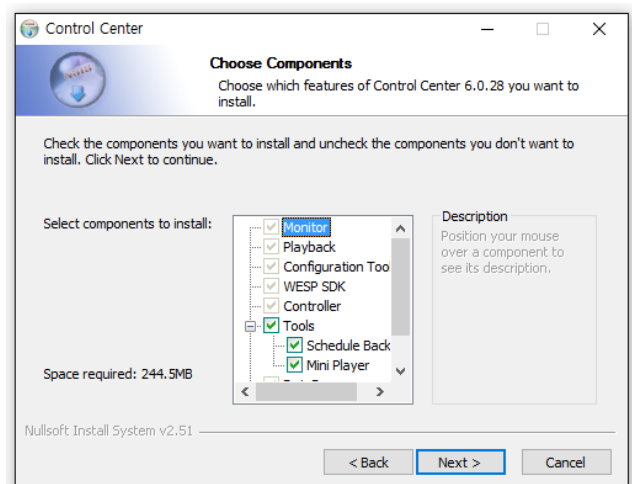 Control Center
Choose Components
Choose which features of Control Center 6.0.28 you want to
install.
Check the components you want to install and uncheck the components you don't want to
install. Click Next to continue.
Select components to install:
Monitor
Playback
Configuration Too
WESP SDK
Controller
Tools
Schedule Back
Mini Player
Description
Position your mouse
over a component to
see its description.
Space required: 244.5MB
Nullsoft Install System v2.51
< Back
Next >
Cancel